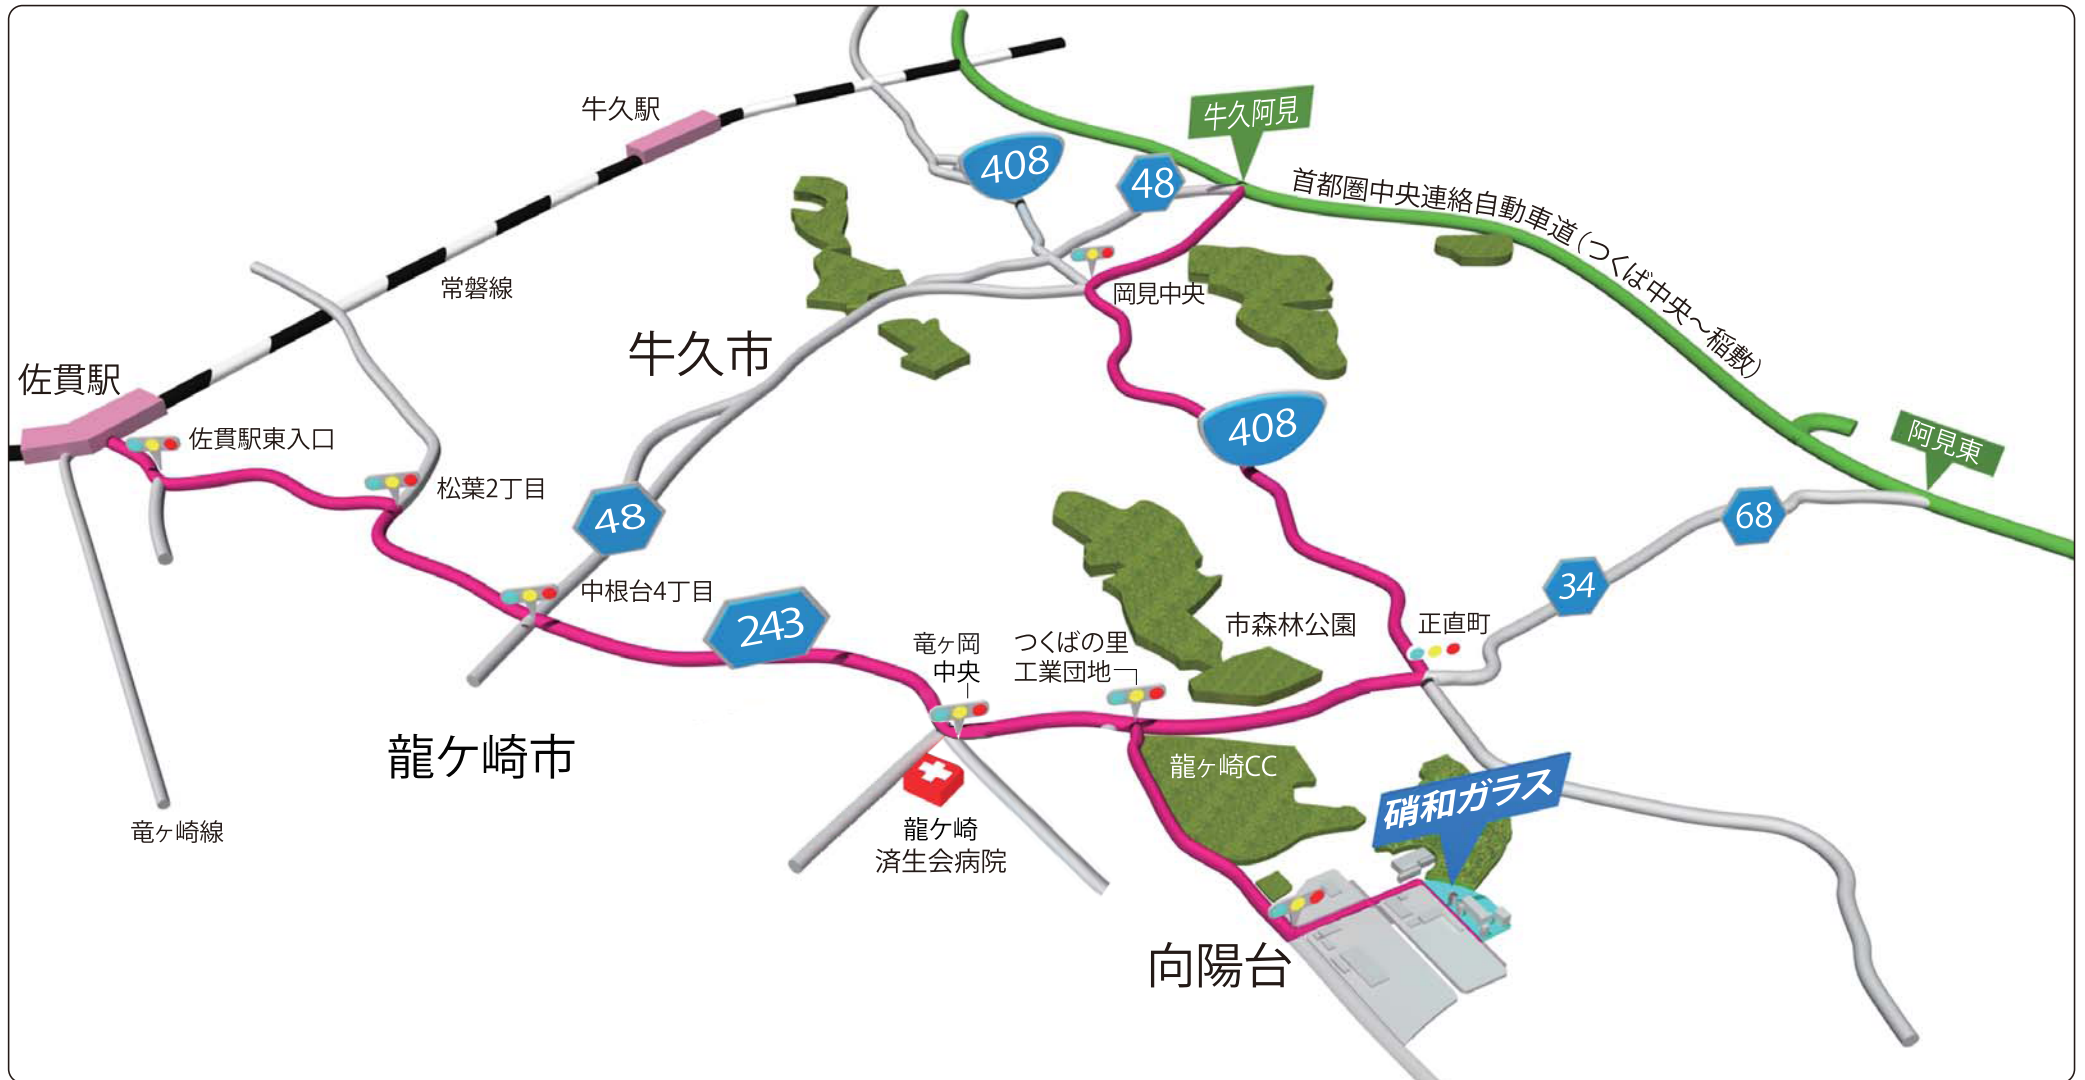 牛久駅
牛久阿見
408
48
首都圏中央連絡自動車道（つくば中央～稲敷）
常磐線
岡見中央
牛久市
佐貫駅
佐貫駅東入口
408
阿見東
松葉2丁目
48
68
中根台4丁目
34
243
竜ヶ岡
中央
つくばの里
工業団地
市森林公園
正直町
龍ケ崎市
龍ヶ崎CC
硝和ガラス
竜ヶ崎線
龍ケ崎
済生会病院
向陽台